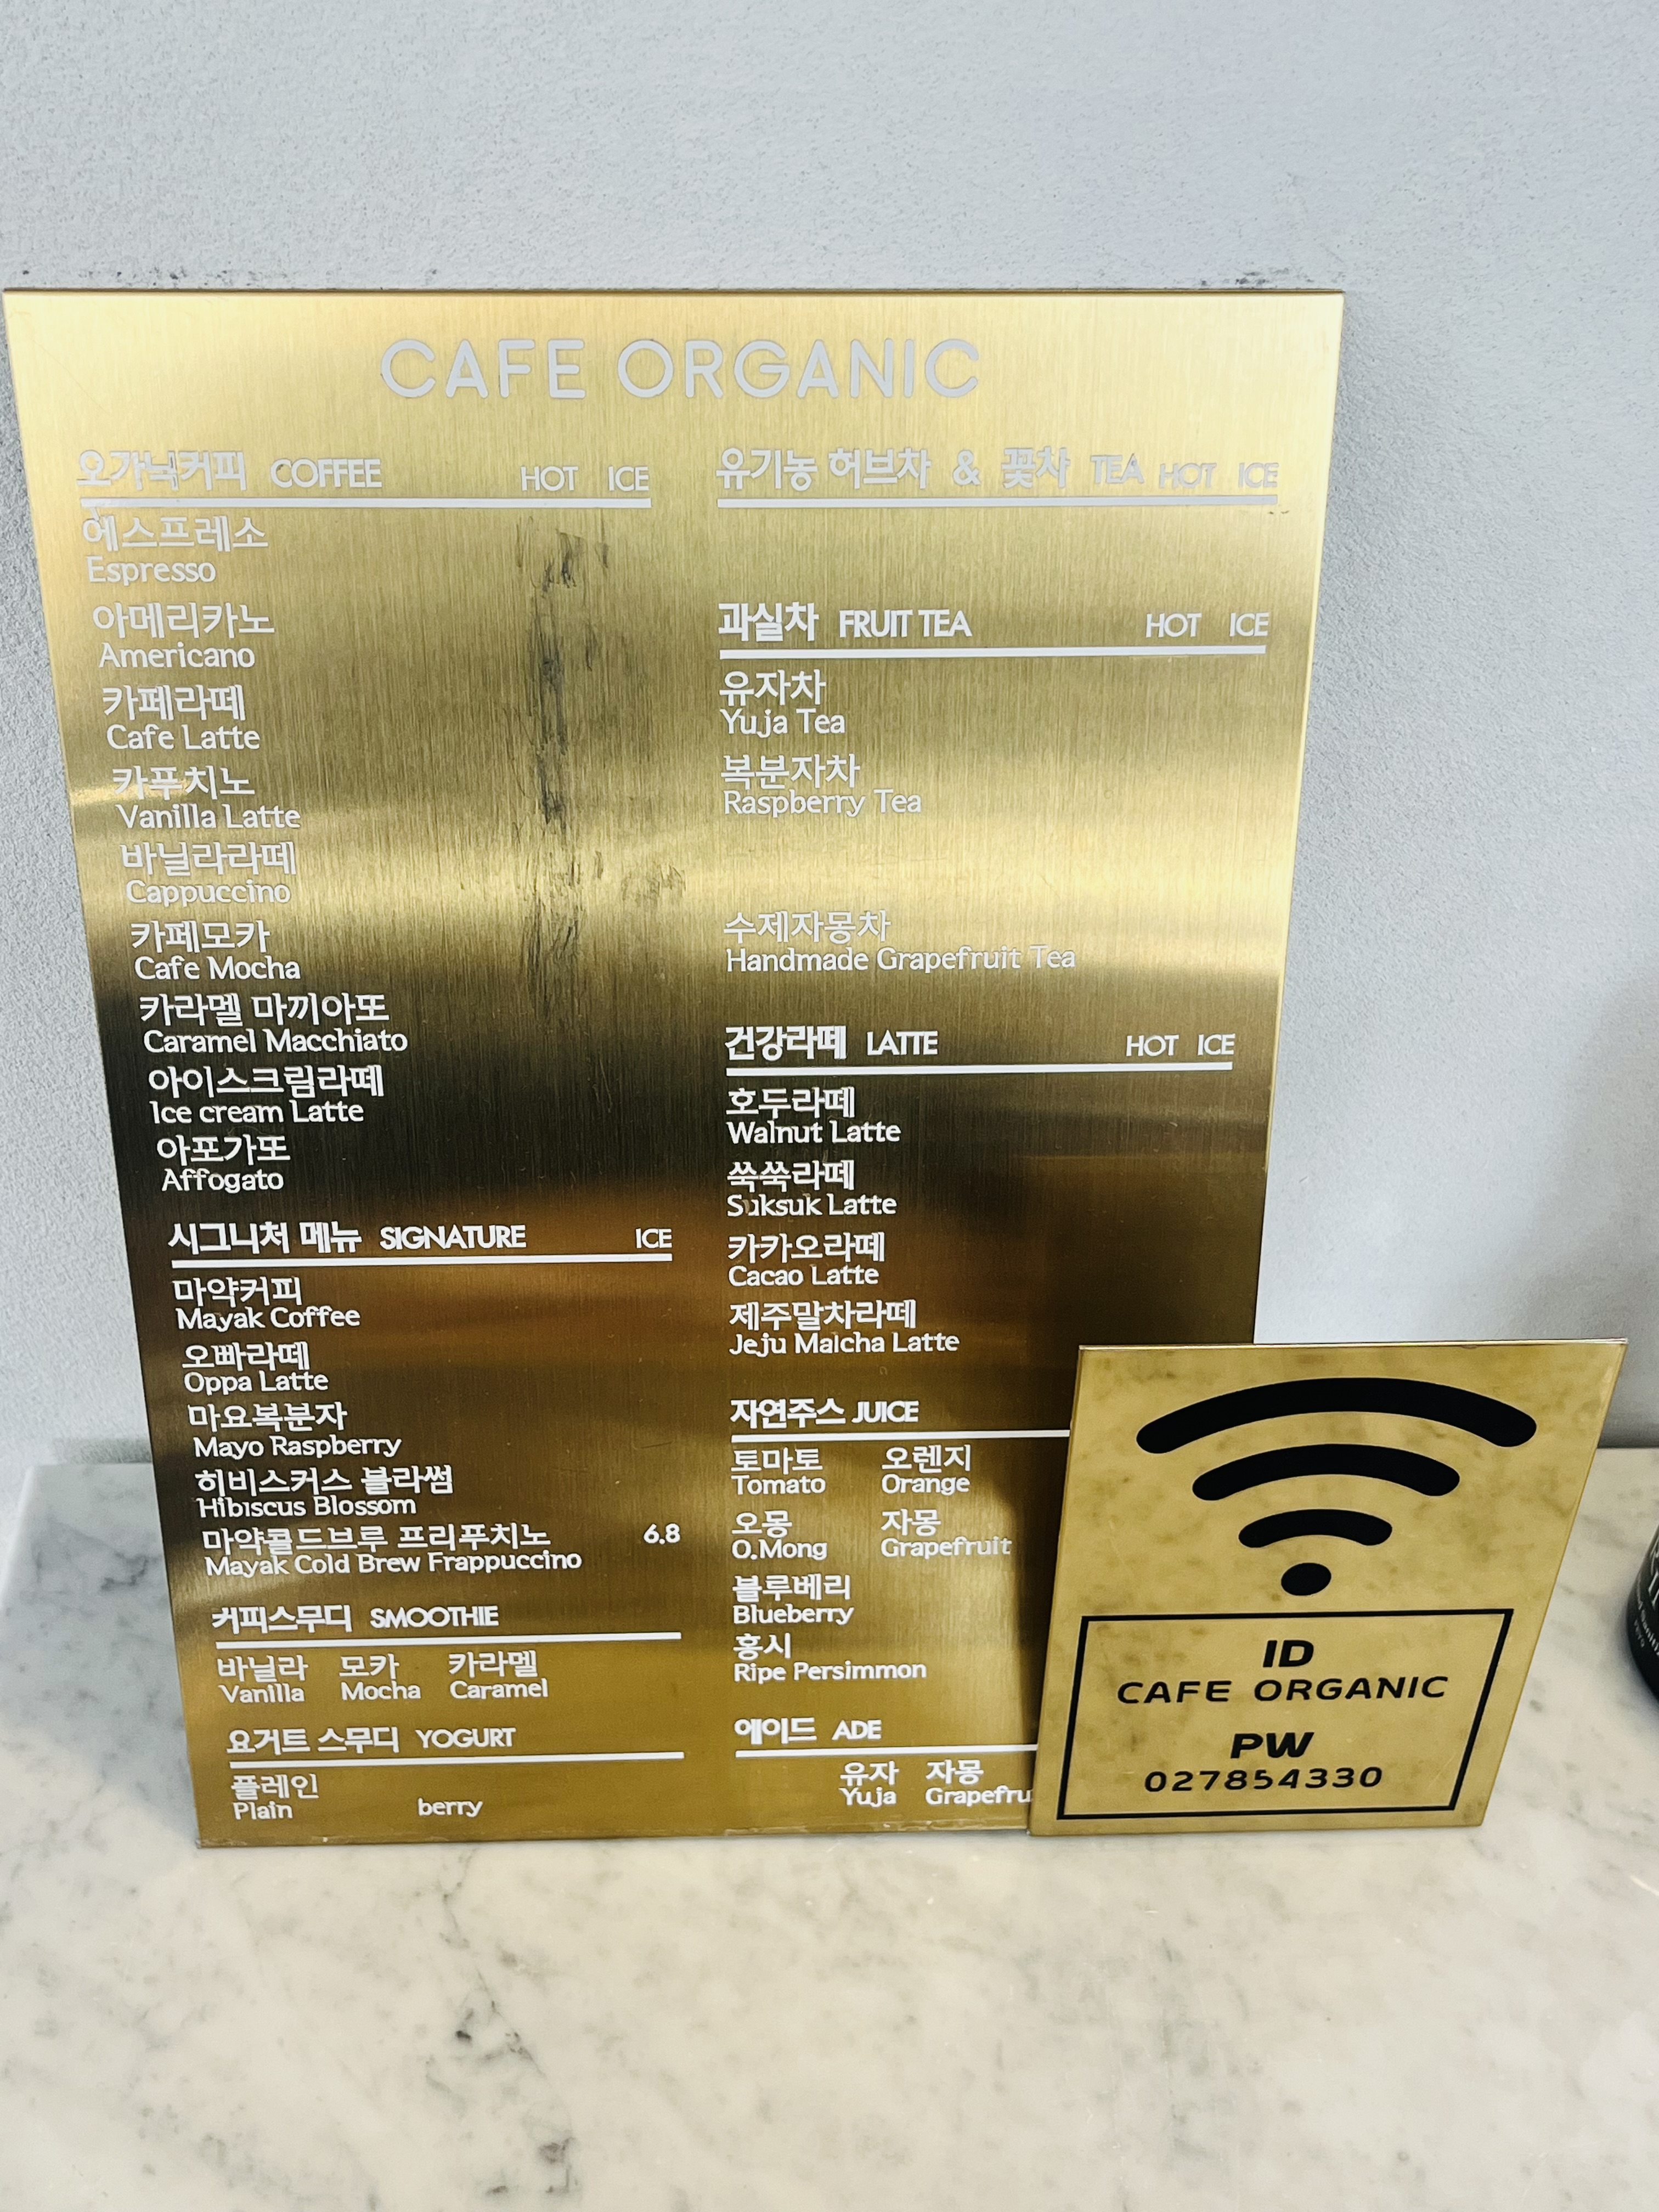 CAFE ORGANIC
오가닉커피 COFFEE HOT ICE
에스프레소
Espresso
아메리카노
Americano
카페라떼
Cafe Latte
카푸치노
Vanilla Latte
바닐라라떼
Cappuccino
카페모카
Cafe Mocha
카라멜 마끼아또
Caramel Macchiato
아이스크림라떼
Ice cream Latte
아포가또
Affogato
시그니처 메뉴 SIGNATURE ICE
마약커피
Mayak Coffee
오빠라떼
Oppa Latte
마요복분자
Mayo Raspberry
히비스커스 블라썸
Hibiscus Blossom
마약콜드브루 프리푸치노 6.8
Mayak Cold Brew Frappuccino
커피스무디 SMOOTHIE
바닐라 모카 카라멜
Vanilla Mocha Caramel
요거트 스무디 YOGURT
플레인
Plain berry
유기농 허브차 & 꽃차 TEA HOT ICE
과실차 FRUIT TEA HOT ICE
유자차
Yuja Tea
복분자차
Raspberry Tea
수제자몽차
Handmade Grapefruit Tea
건강라떼 LATTE HOT ICE
호두라떼
Walnut Latte
쑥쑥라떼
Suksuk Latte
카카오라떼
Cacao Latte
제주말차라떼
Jeju Malcha Latte
자연주스 JUICE
토마토 오렌지
Tomato Orange
오몽 자몽
O.Mong Grapefruit
블루베리
Blueberry
홍시
Ripe Persimmon
에이드 ADE
유자 자몽
Yuja Grapefru
ID
CAFE ORGANIC
PW
027854330